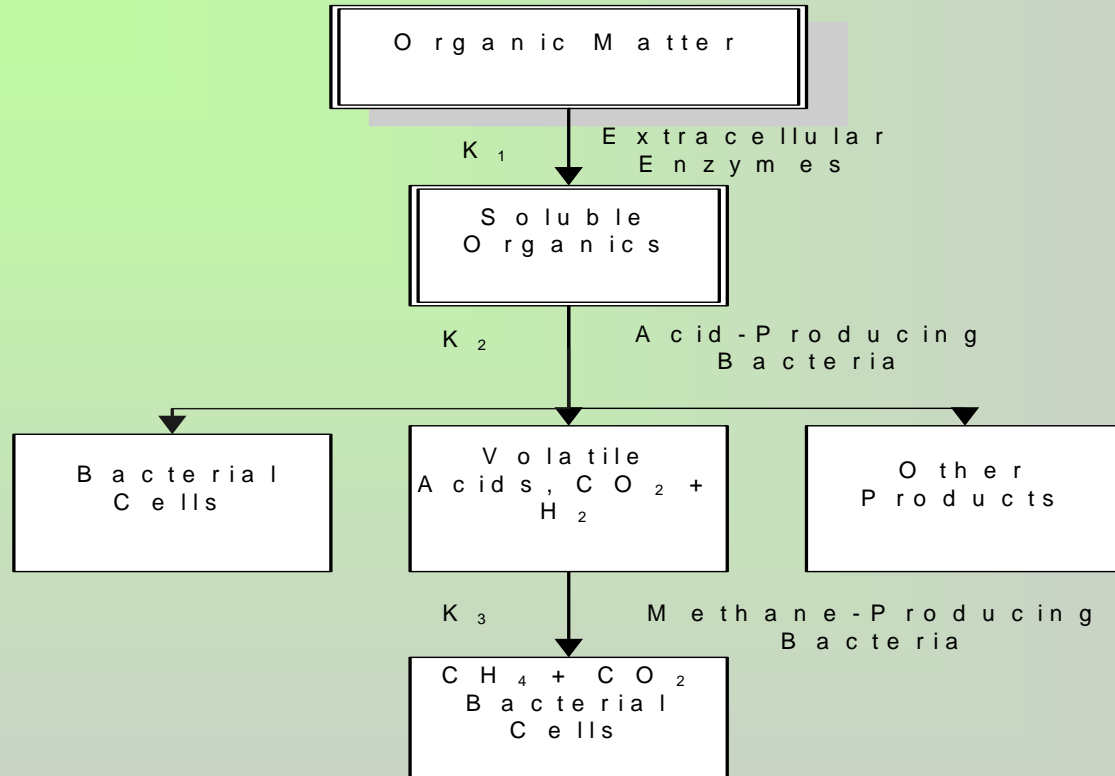 Organic Matter
K₁
Extracellular
Enzymes
Soluble
Organics
K₂
Acid-Producing
Bacteria
Bacterial
Cells
Volatile
Acids, CO₂ +
H₂
Other
Products
K₃
Methane-Producing
Bacteria
CH₄ + CO₂
Bacterial
Cells